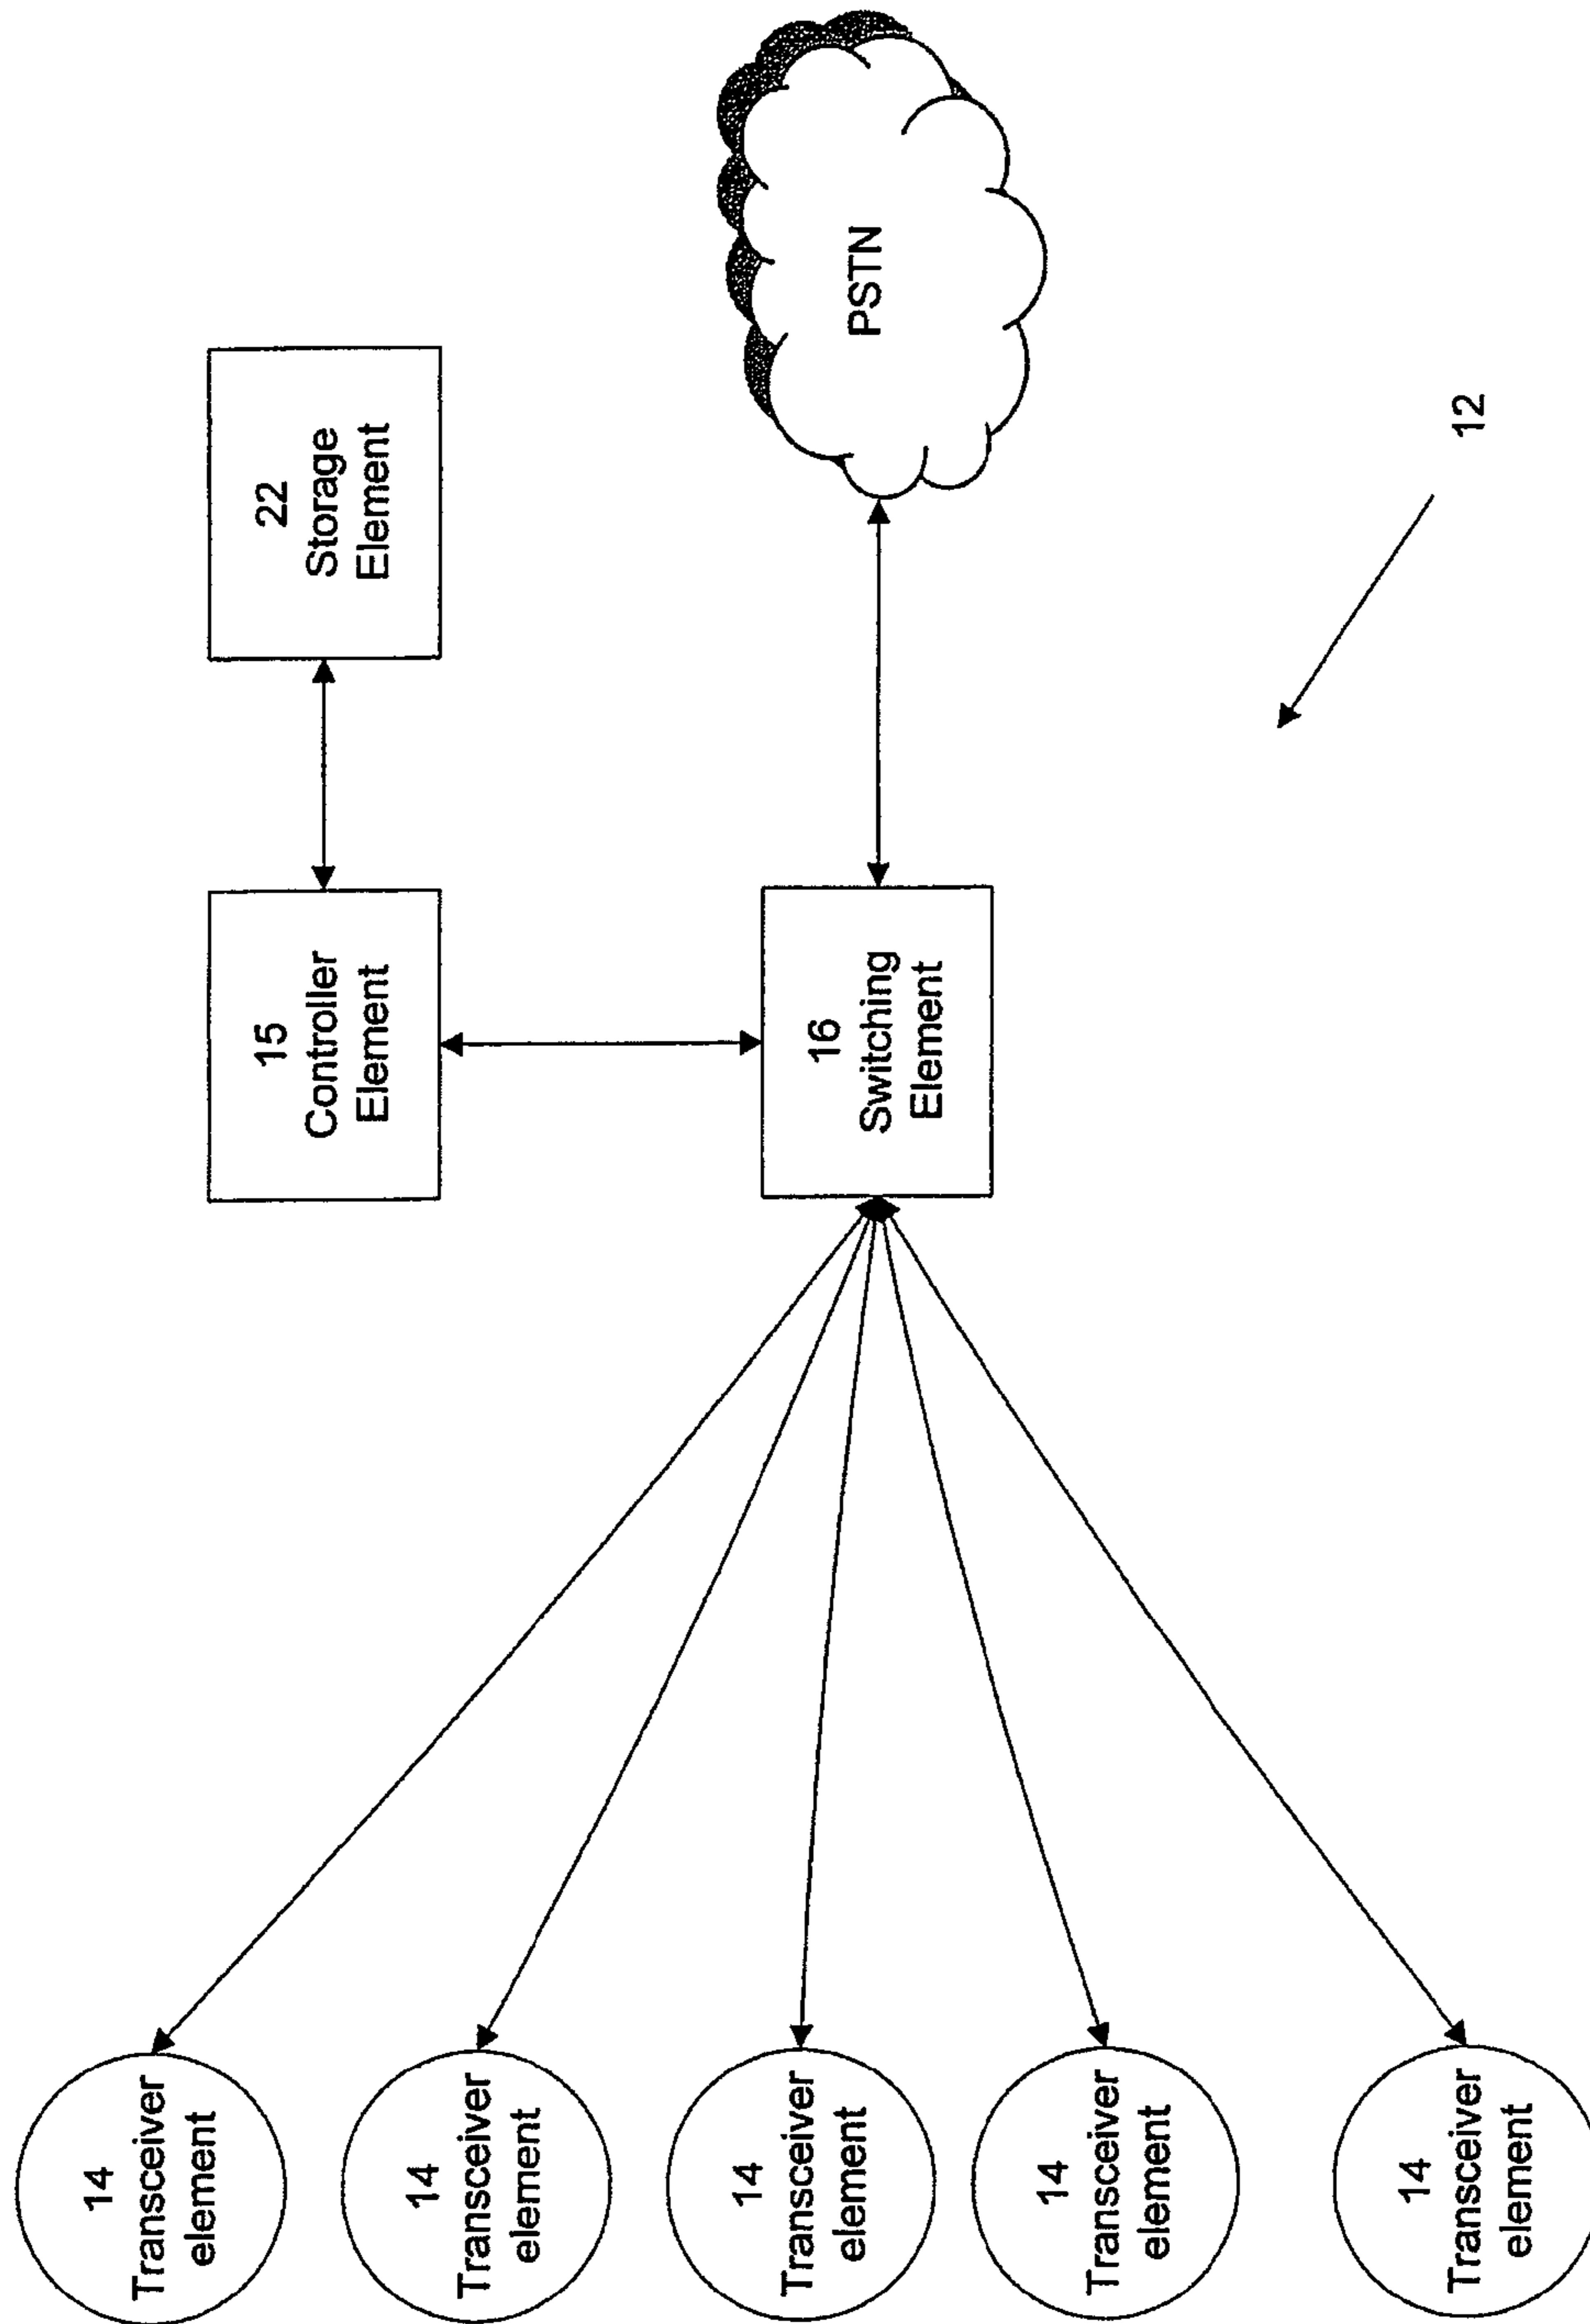 14
Transceiver
element
14
Transceiver
element
14
Transceiver
element
14
Transceiver
element
14
Transceiver
element
15
Controller
Element
16
Switching
Element
22
Storage
Element
PSTN
12